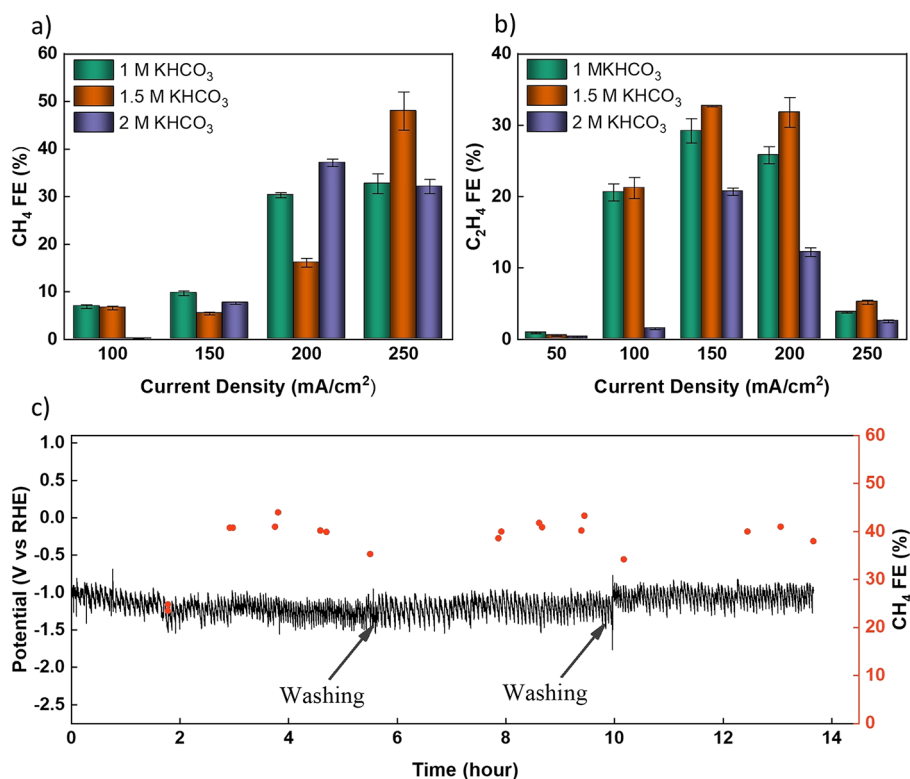 a)
60
50
40
30
20
10
0
CH₄ FE (%)
1 M KHCO₃
1.5 M KHCO₃
2 M KHCO₃
100 150 200 250
Current Density (mA/cm²)
b)
40
30
20
10
0
C₂H₄ FE (%)
1 MKHCO₃
1.5 M KHCO₃
2 M KHCO₃
50 100 150 200 250
Current Density (mA/cm²)
c)
1.0
0.5
0.0
-0.5
-1.0
-1.5
-2.0
-2.5
Potential (V vs RHE)
Washing
Washing
60
50
40
30
20
10
0
CH₄ FE (%)
0 2 4 6 8 10 12 14
Time (hour)